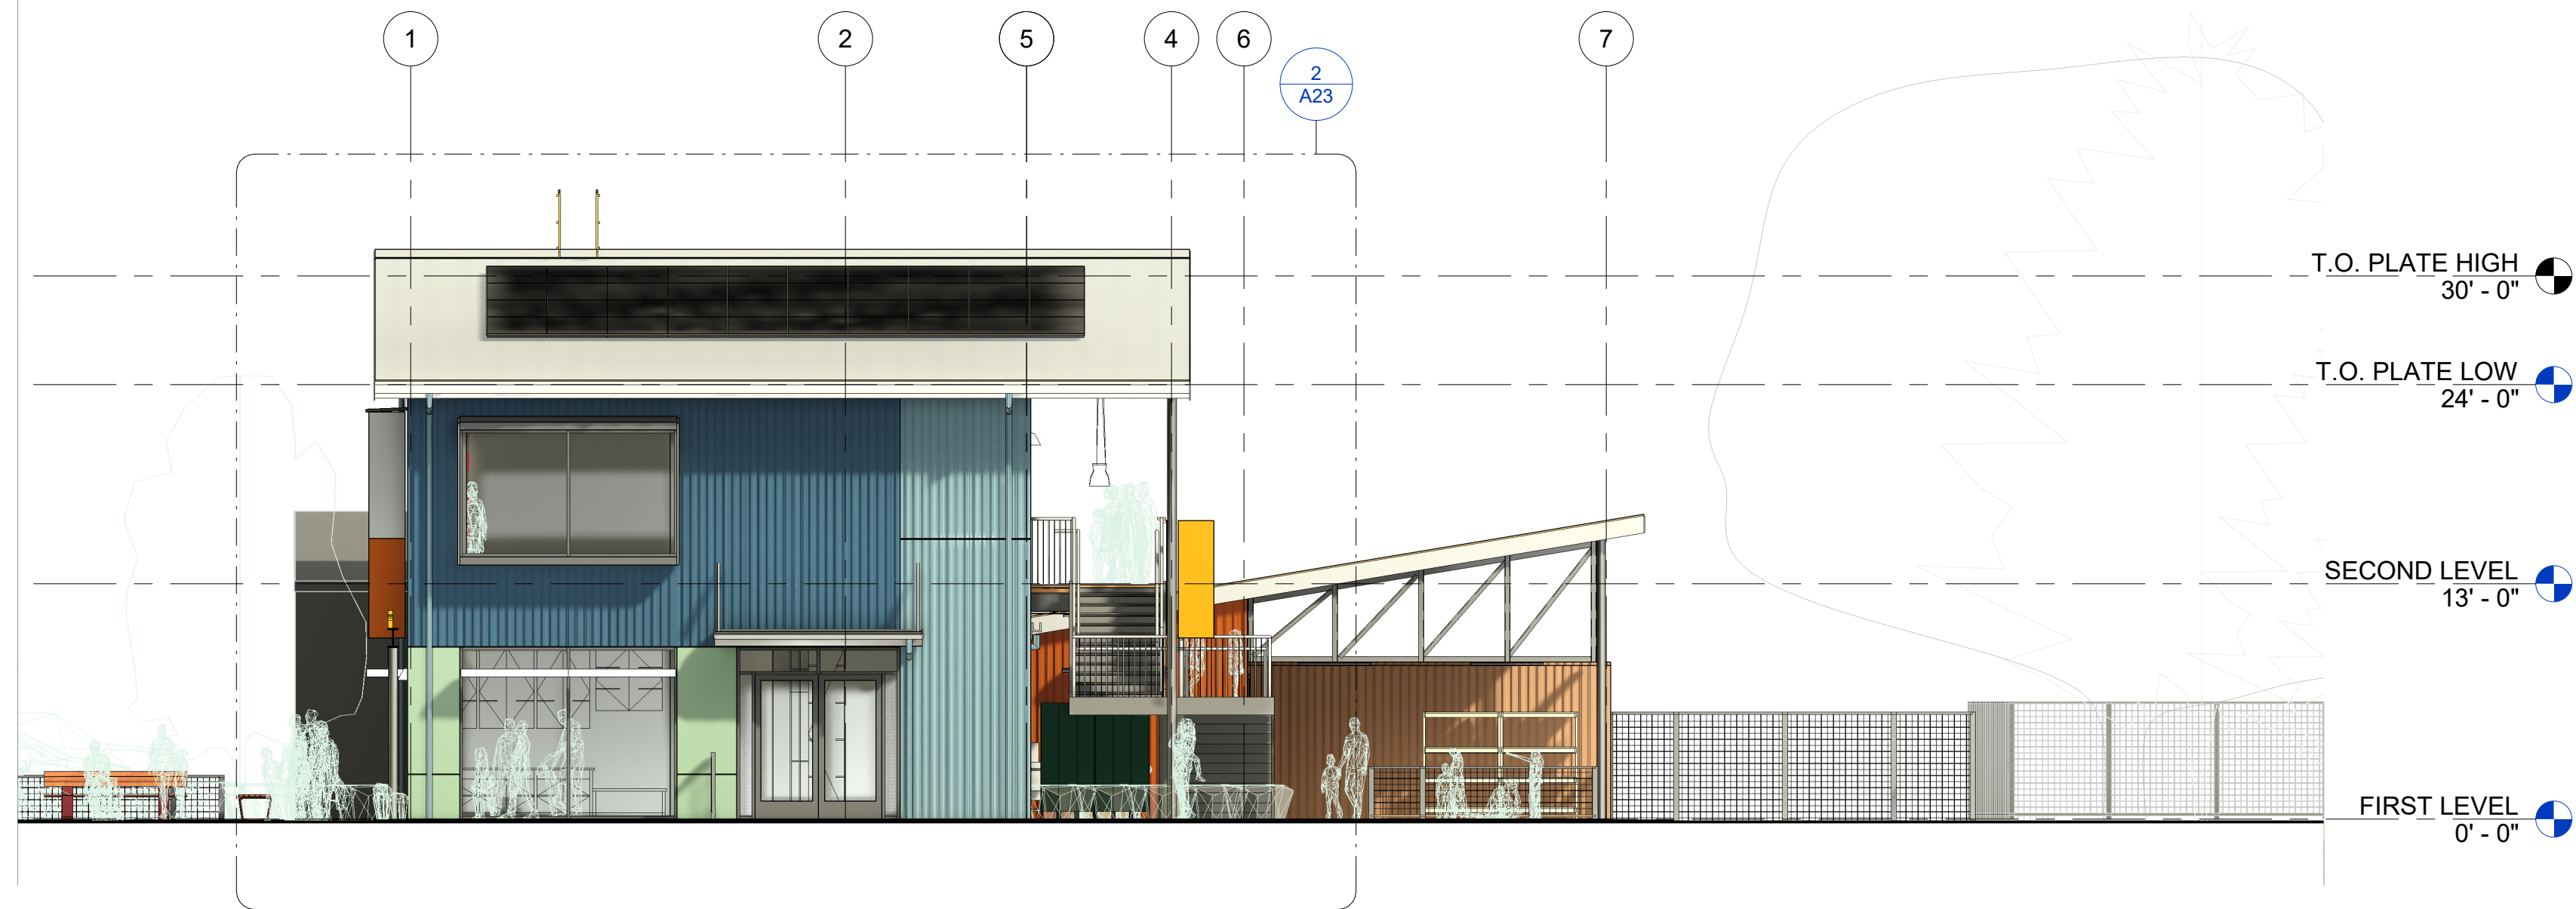 1
2
5
4
6
7
2
A23
T.O. PLATE HIGH
30' - 0"
T.O. PLATE LOW
24' - 0"
SECOND LEVEL
13' - 0"
FIRST LEVEL
0' - 0"